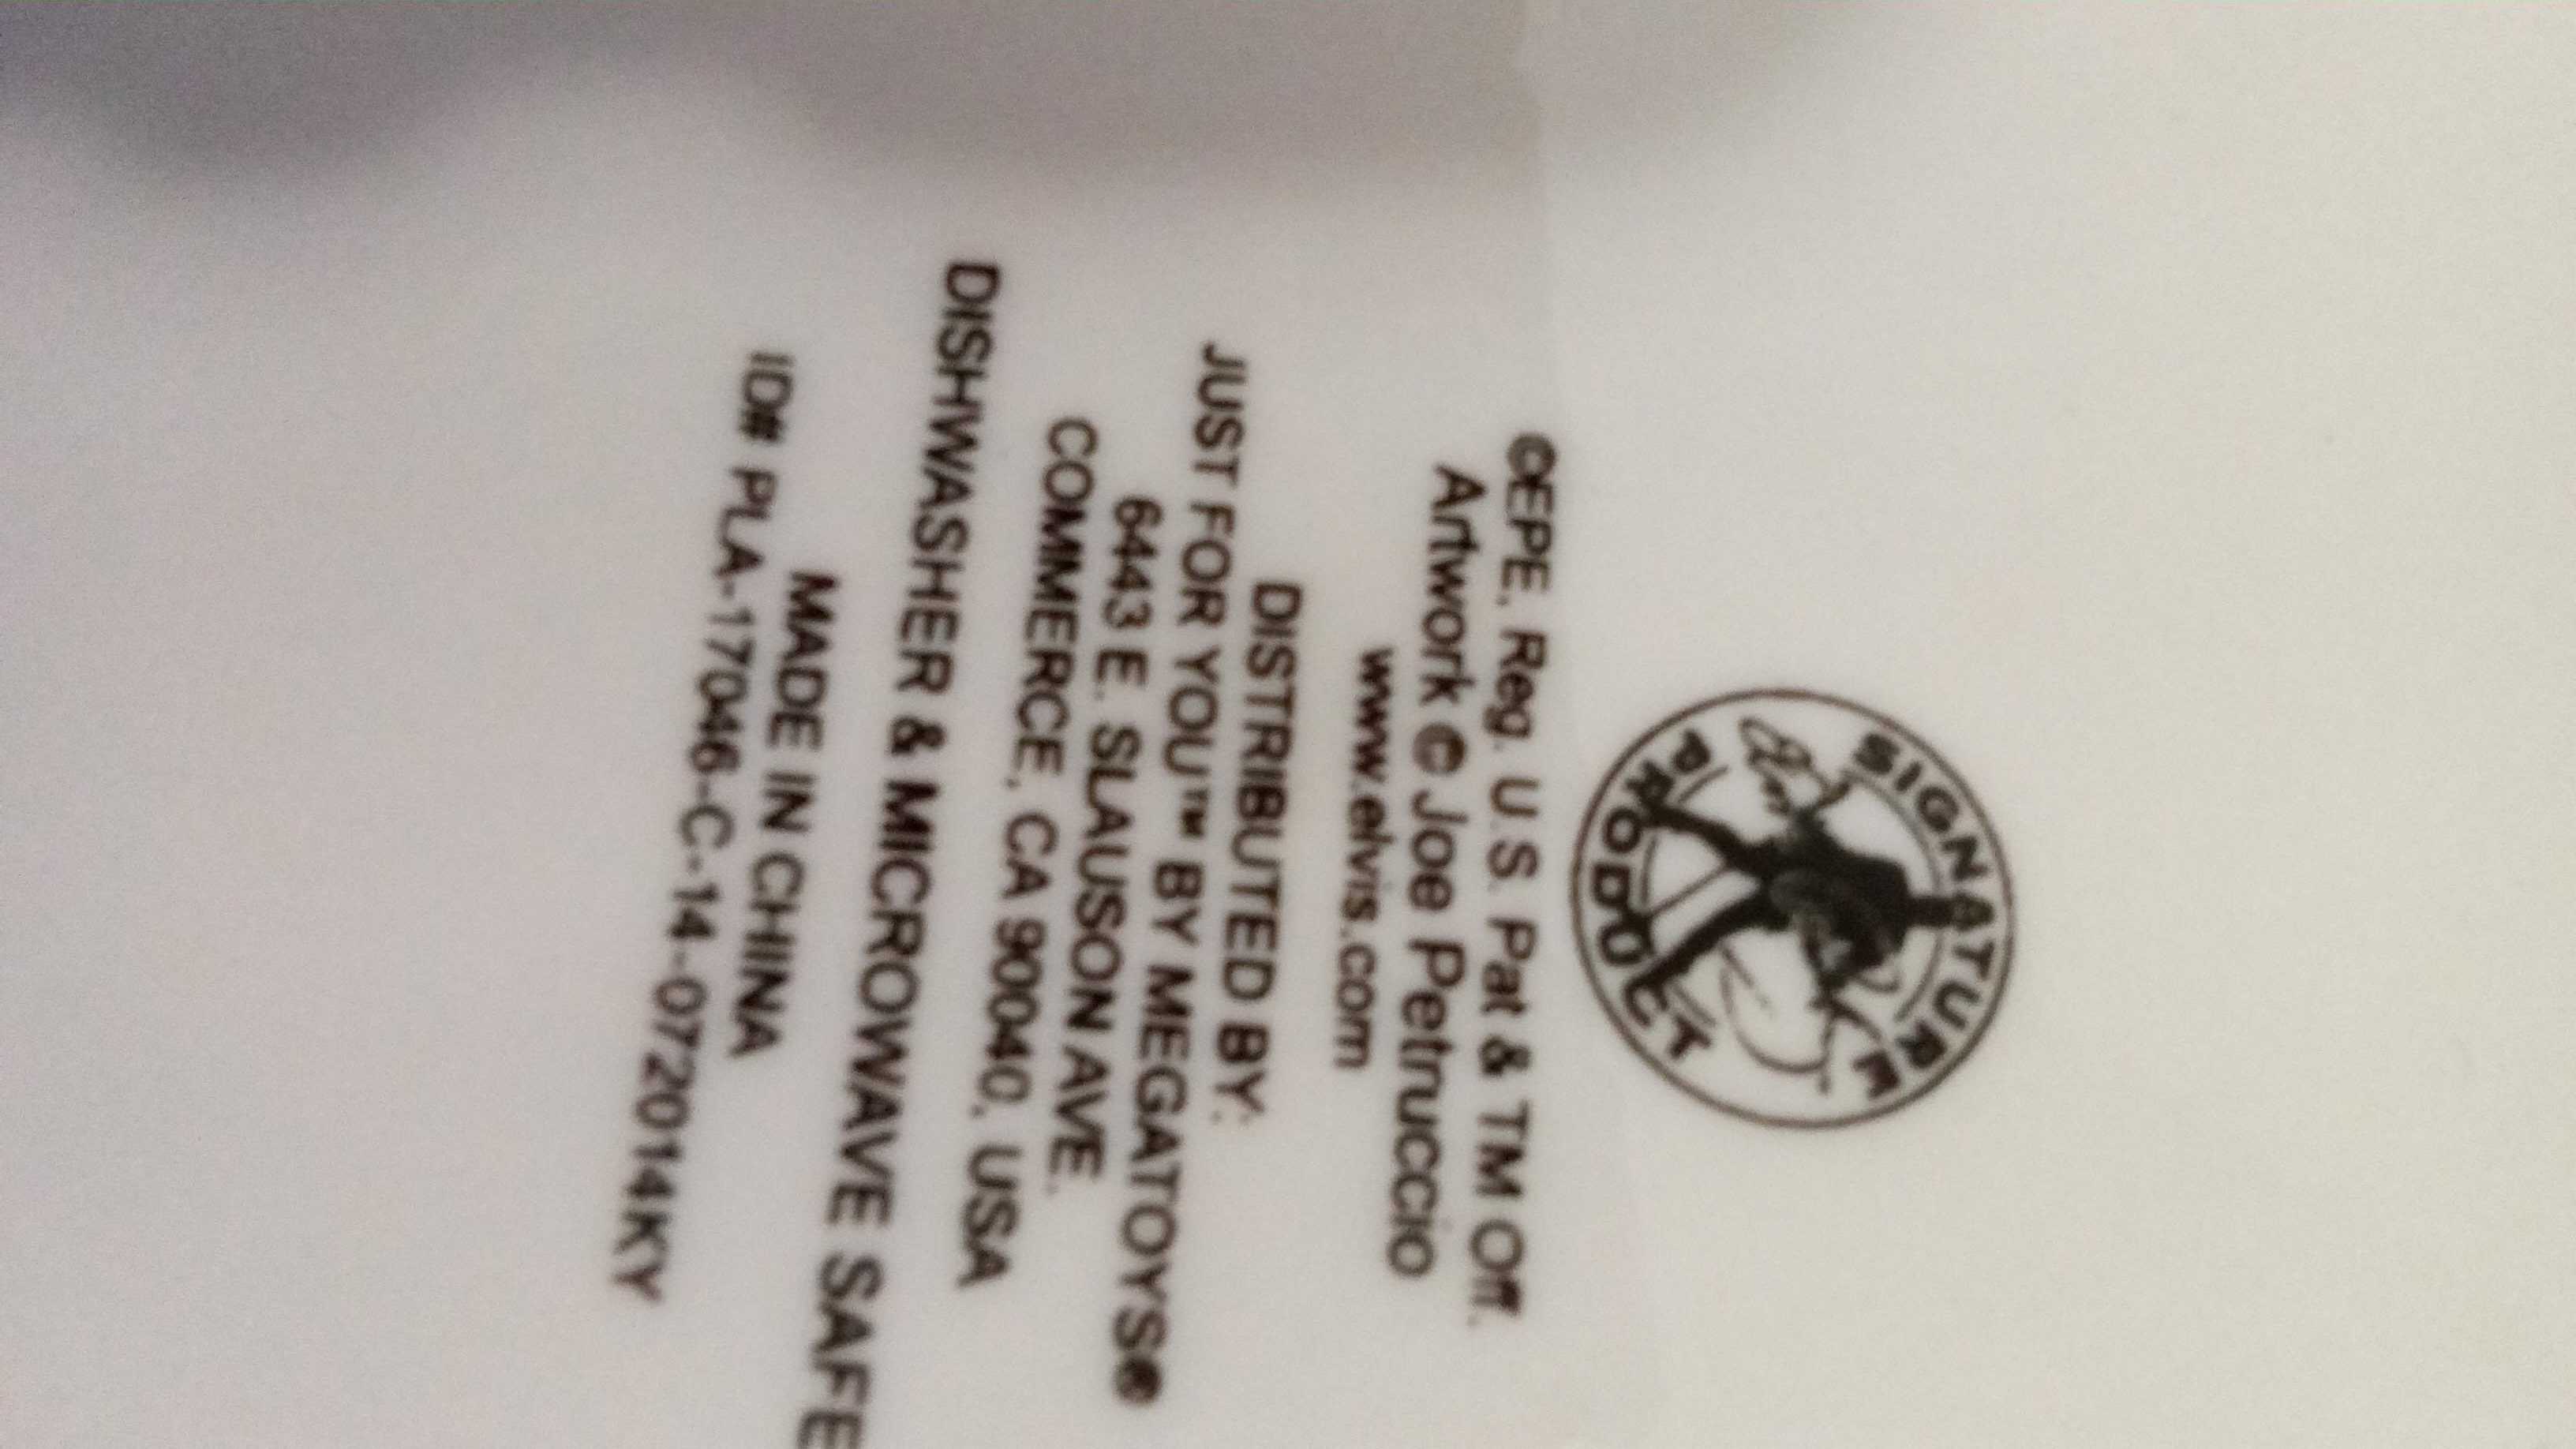 SIGNATURE
PRODUCT
©EPE. Reg. U.S. Pat & TM Off.
Artwork © Joe Petruccio
www.elvis.com
DISTRIBUTED BY:
JUST FOR YOU™ BY MEGATOYS®
6443 E. SLAUSON AVE.
COMMERCE, CA 90040, USA
DISHWASHER & MICROWAVE SAFE
MADE IN CHINA
ID# PLA-17046-C-14-072014KY